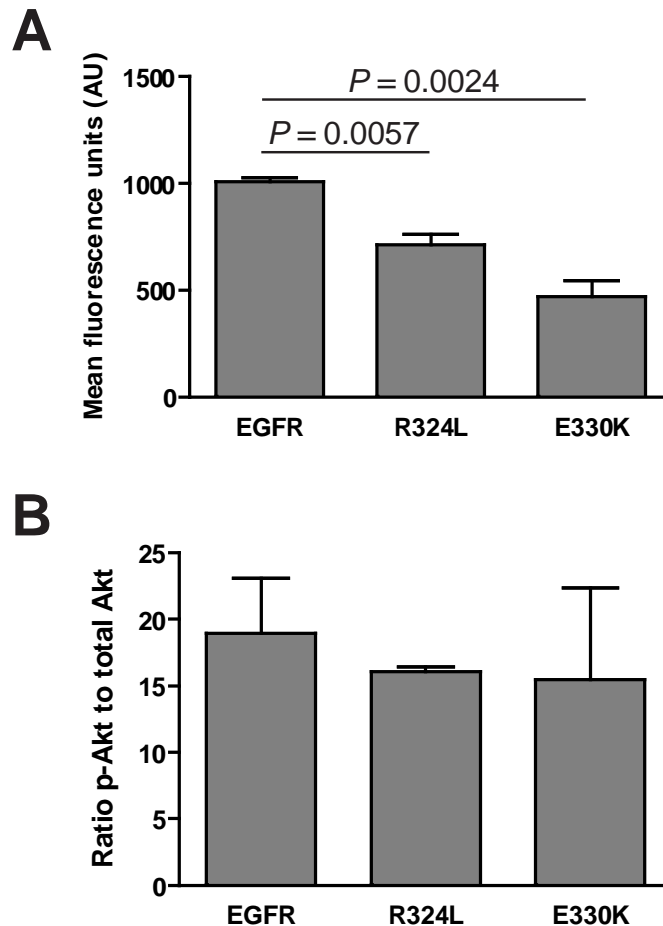 A
Mean fluorescence units (AU)
1500
1000
500
0
P = 0.0024
P = 0.0057
EGFR R324L E330K
B
Ratio p-Akt to total Akt
25
20
15
10
5
0
EGFR R324L E330K